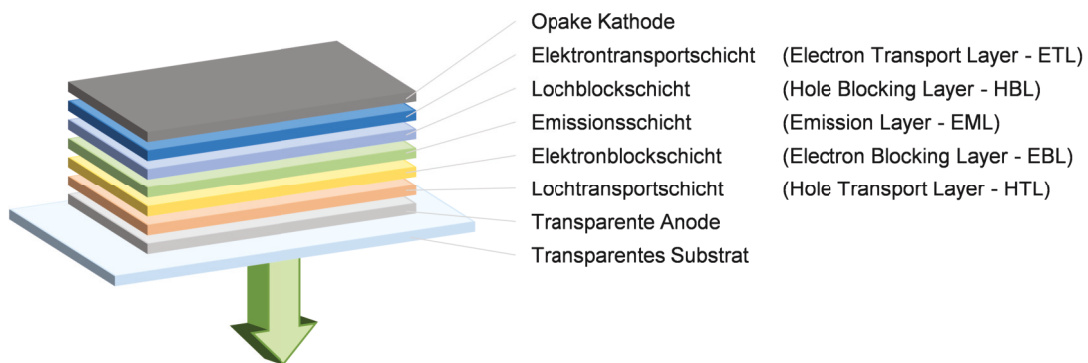 Opake Kathode
Elektrontransportschicht (Electron Transport Layer - ETL)
Lochblockschicht (Hole Blocking Layer - HBL)
Emissionsschicht (Emission Layer - EML)
Elektronblockschicht (Electron Blocking Layer - EBL)
Lochtransportschicht (Hole Transport Layer - HTL)
Transparente Anode
Transparentes Substrat